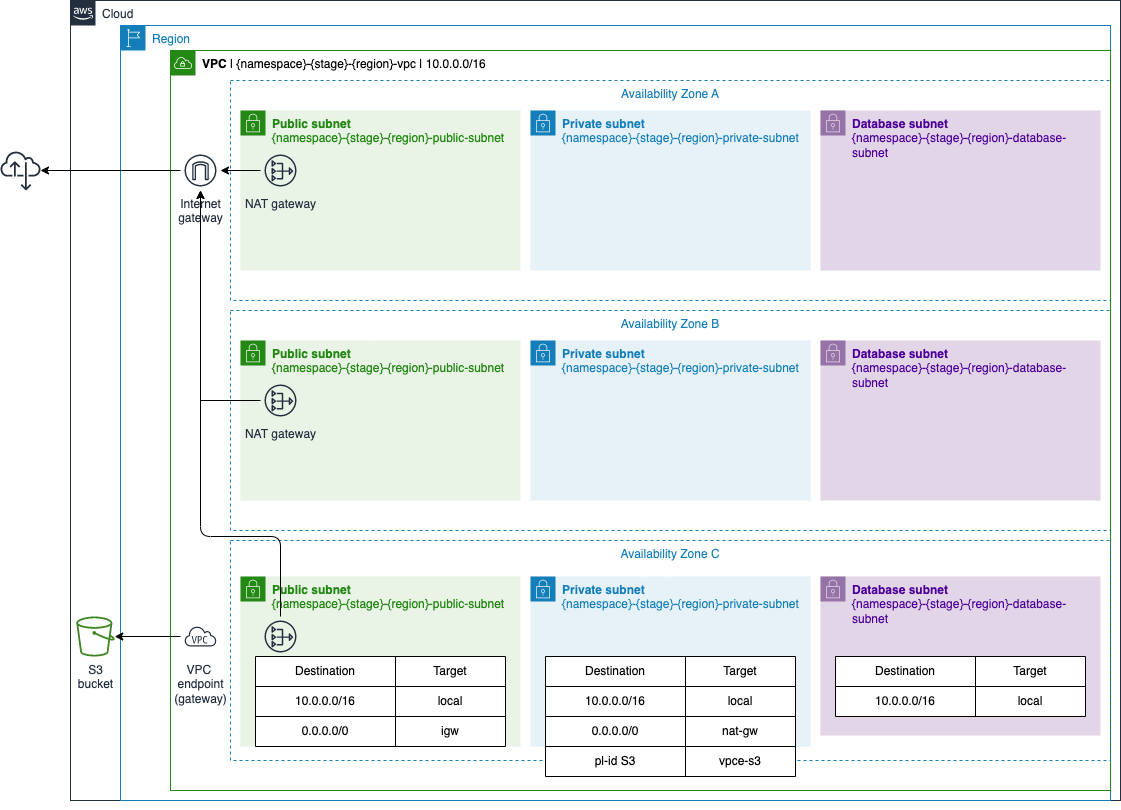 aws
Cloud
Region
VPC | {namespace}-{stage}-{region}-vpc | 10.0.0.0/16
Availability Zone A
Public subnet
{namespace}-{stage}-{region}-public-subnet
Private subnet
{namespace}-{stage}-{region}-private-subnet
Database subnet
{namespace}-{stage}-{region}-database-
subnet
Internet
gateway
NAT gateway
Availability Zone B
Public subnet
{namespace}-{stage}-{region}-public-subnet
Private subnet
{namespace}-{stage}-{region}-private-subnet
Database subnet
{namespace}-{stage}-{region}-database-
subnet
NAT gateway
Availability Zone C
Public subnet
{namespace}-{stage}-{region}-public-subnet
Private subnet
{namespace}-{stage}-{region}-private-subnet
Database subnet
{namespace}-{stage}-{region}-database-
subnet
S3
bucket
VPC
VPC
endpoint
(gateway)
Destination Target
10.0.0.0/16 local
0.0.0.0/0 igw
Destination Target
10.0.0.0/16 local
0.0.0.0/0 nat-gw
pl-id S3 vpce-s3
Destination Target
10.0.0.0/16 local